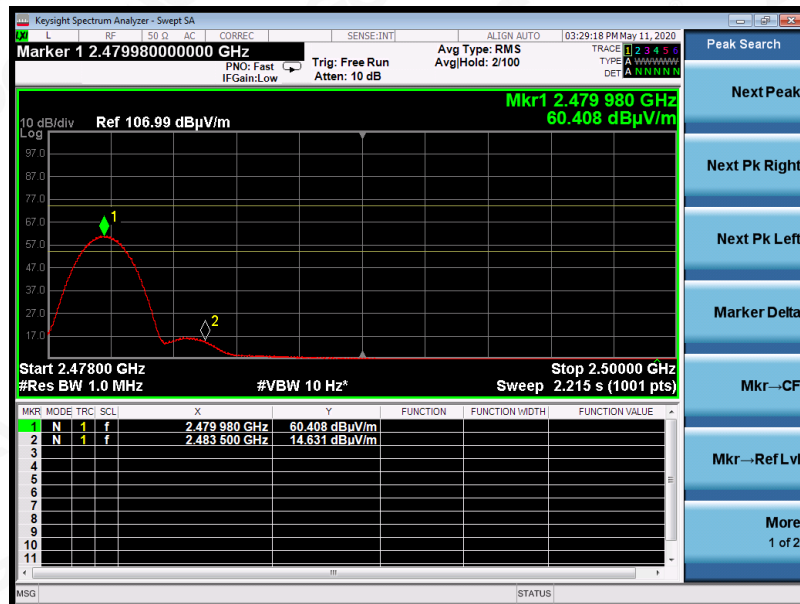 Keysight Spectrum Analyzer - Swept SA
LXI L RF 50 Ω AC CORREC SENSE:INT ALIGN AUTO 03:29:18 PM May 11, 2020
Marker 1 2.479980000000 GHz
PNO: Fast
IFGain:Low
Trig: Free Run
Atten: 10 dB
Avg Type: RMS
Avg|Hold: 2/100
TRACE 1 2 3 4 5 6
TYPE A WWWWW
DET A N N N N N
Peak Search
Mkr1 2.479 980 GHz
60.408 dBµV/m
10 dB/div Ref 106.99 dBµV/m
Log
97.0
87.0
77.0
67.0
57.0
47.0
37.0
27.0
17.0
1
2
Start 2.47800 GHz Stop 2.50000 GHz
#Res BW 1.0 MHz #VBW 10 Hz* Sweep 2.215 s (1001 pts)
MKR MODE TRC SCL X Y FUNCTION FUNCTION WIDTH FUNCTION VALUE
1 N 1 f 2.479 980 GHz 60.408 dBµV/m
2 N 1 f 2.483 500 GHz 14.631 dBµV/m
3
4
5
6
7
8
9
10
11
Next Peak
Next Pk Right
Next Pk Left
Marker Delta
Mkr→CF
Mkr→Ref Lvl
More
1 of 2
MSG STATUS